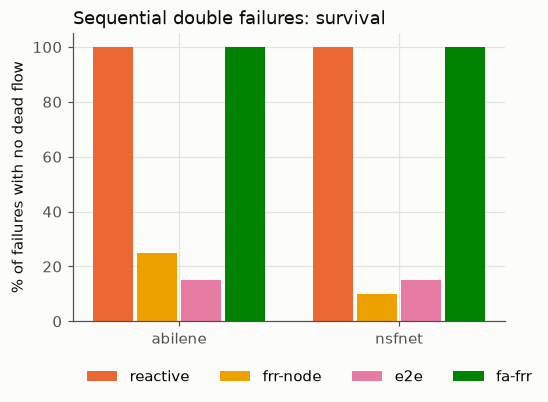 Sequential double failures: survival
% of failures with no dead flow
100
80
60
40
20
0
abilene nsfnet
reactive frr-node e2e fa-frr